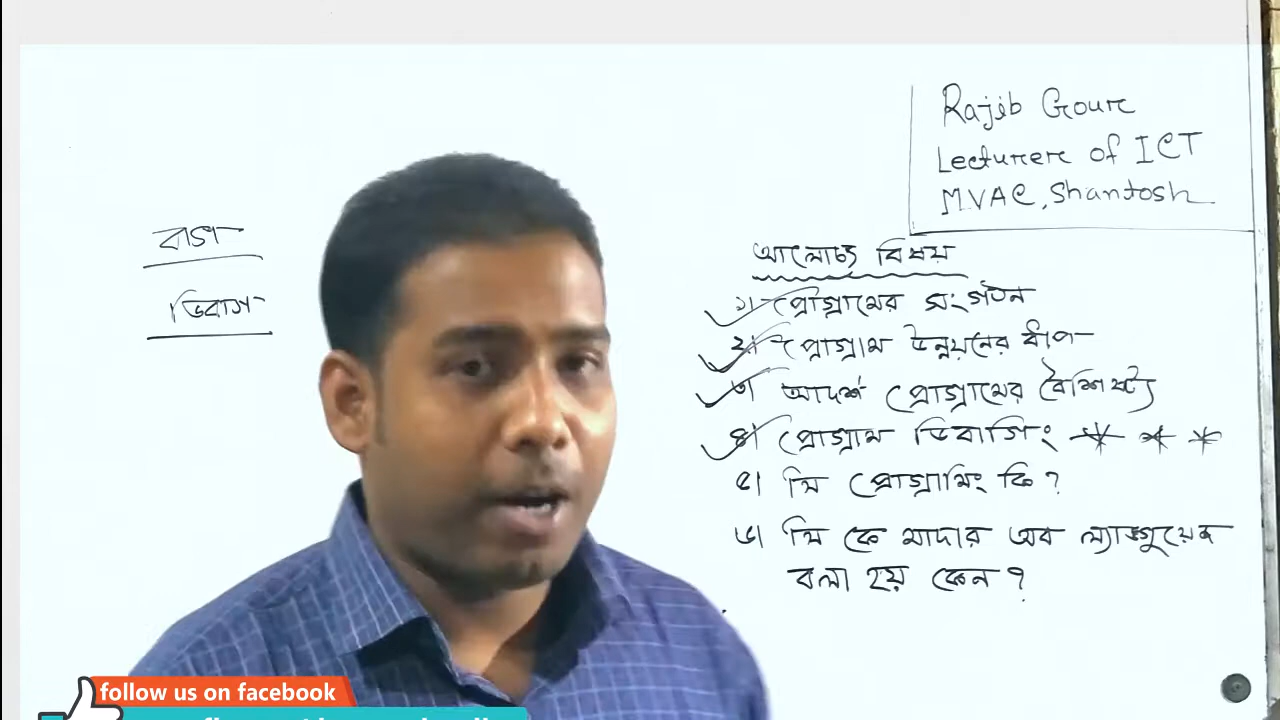 Rajib Gour
Lecturer of ICT
MVAC, Shantosh
বাগ
ডিবাগ
আলোচ্য বিষয়
১। প্রোগ্রামের সংগঠন
২। প্রোগ্রাম উন্নয়নের ধাপ
৩। আদর্শ প্রোগ্রামের বৈশিষ্ট্য
৪। প্রোগ্রাম ডিবাগিং * * *
৫। সি প্রোগ্রামিং কি?
৬। সি কে মাদার অব ল্যাঙ্গুয়েজ
বলা হয় কেন?
follow us on facebook